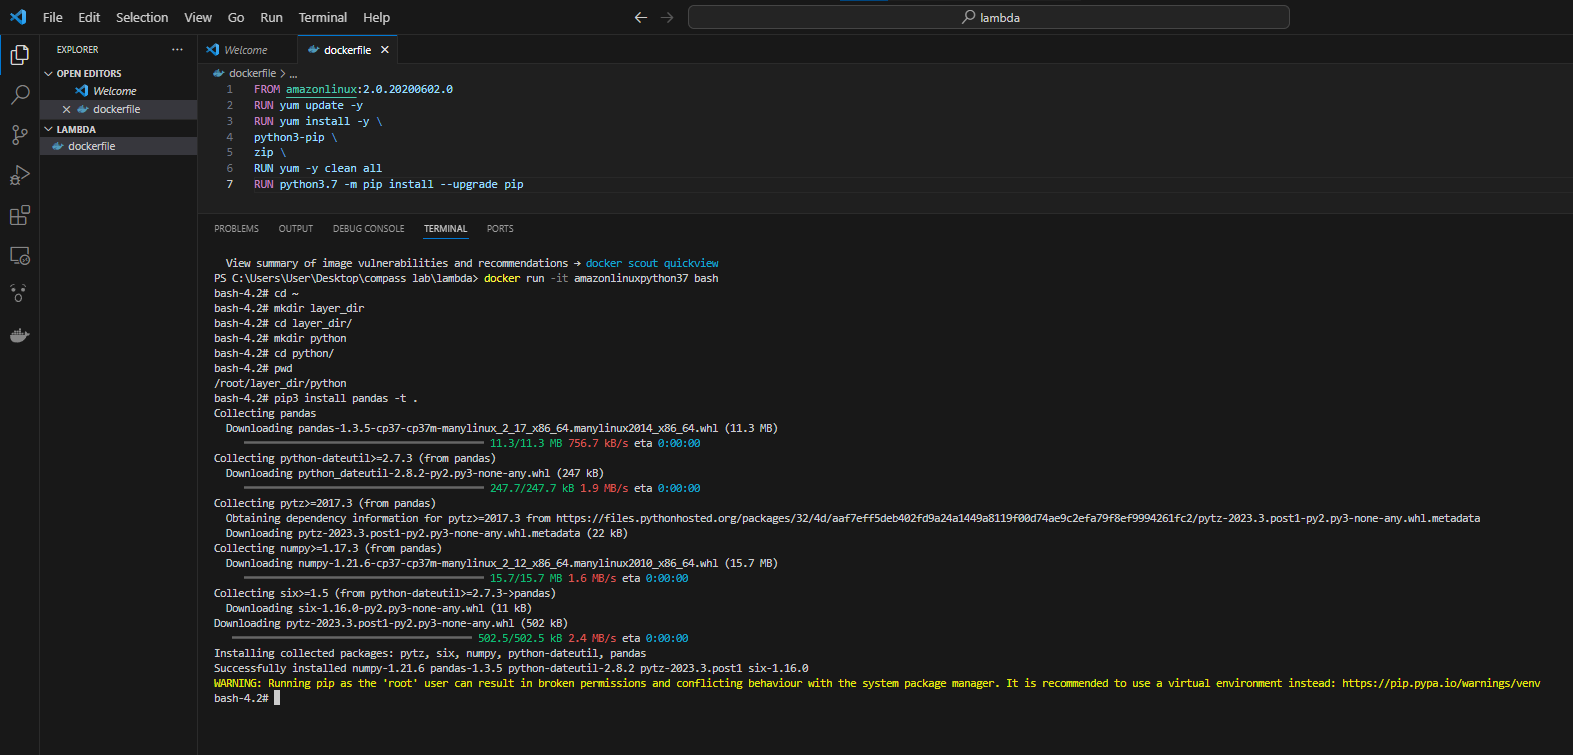 File Edit Selection View Go Run Terminal Help
lambda
EXPLORER ...
OPEN EDITORS
Welcome
dockerfile
LAMBDA
dockerfile
Welcome
dockerfile
dockerfile > ...
1 FROM amazonlinux:2.0.20200602.0
2 RUN yum update -y
3 RUN yum install -y \
4 python3-pip \
5 zip \
6 RUN yum -y clean all
7 RUN python3.7 -m pip install --upgrade pip
PROBLEMS OUTPUT DEBUG CONSOLE TERMINAL PORTS
View summary of image vulnerabilities and recommendations → docker scout quickview
PS C:\Users\User\Desktop\compass lab\lambda> docker run -it amazonlinuxpython37 bash
bash-4.2# cd ~
bash-4.2# mkdir layer_dir
bash-4.2# cd layer_dir/
bash-4.2# mkdir python
bash-4.2# cd python/
bash-4.2# pwd
/root/layer_dir/python
bash-4.2# pip3 install pandas -t .
Collecting pandas
Downloading pandas-1.3.5-cp37-cp37m-manylinux_2_17_x86_64.manylinux2014_x86_64.whl (11.3 MB)
11.3/11.3 MB 756.7 kB/s eta 0:00:00
Collecting python-dateutil>=2.7.3 (from pandas)
Downloading python_dateutil-2.8.2-py2.py3-none-any.whl (247 kB)
247.7/247.7 kB 1.9 MB/s eta 0:00:00
Collecting pytz>=2017.3 (from pandas)
Obtaining dependency information for pytz>=2017.3 from https://files.pythonhosted.org/packages/32/4d/aaf7eff5deb402fd9a24a1449a8119f00d74ae9c2efa79f8ef9994261fc2/pytz-2023.3.post1-py2.py3-none-any.whl.metadata
Downloading pytz-2023.3.post1-py2.py3-none-any.whl.metadata (22 kB)
Collecting numpy>=1.17.3 (from pandas)
Downloading numpy-1.21.6-cp37-cp37m-manylinux_2_12_x86_64.manylinux2010_x86_64.whl (15.7 MB)
15.7/15.7 MB 1.6 MB/s eta 0:00:00
Collecting six>=1.5 (from python-dateutil>=2.7.3->pandas)
Downloading six-1.16.0-py2.py3-none-any.whl (11 kB)
Downloading pytz-2023.3.post1-py2.py3-none-any.whl (502 kB)
502.5/502.5 kB 2.4 MB/s eta 0:00:00
Installing collected packages: pytz, six, numpy, python-dateutil, pandas
Successfully installed numpy-1.21.6 pandas-1.3.5 python-dateutil-2.8.2 pytz-2023.3.post1 six-1.16.0
WARNING: Running pip as the 'root' user can result in broken permissions and conflicting behaviour with the system package manager. It is recommended to use a virtual environment instead: https://pip.pypa.io/warnings/venv
bash-4.2#